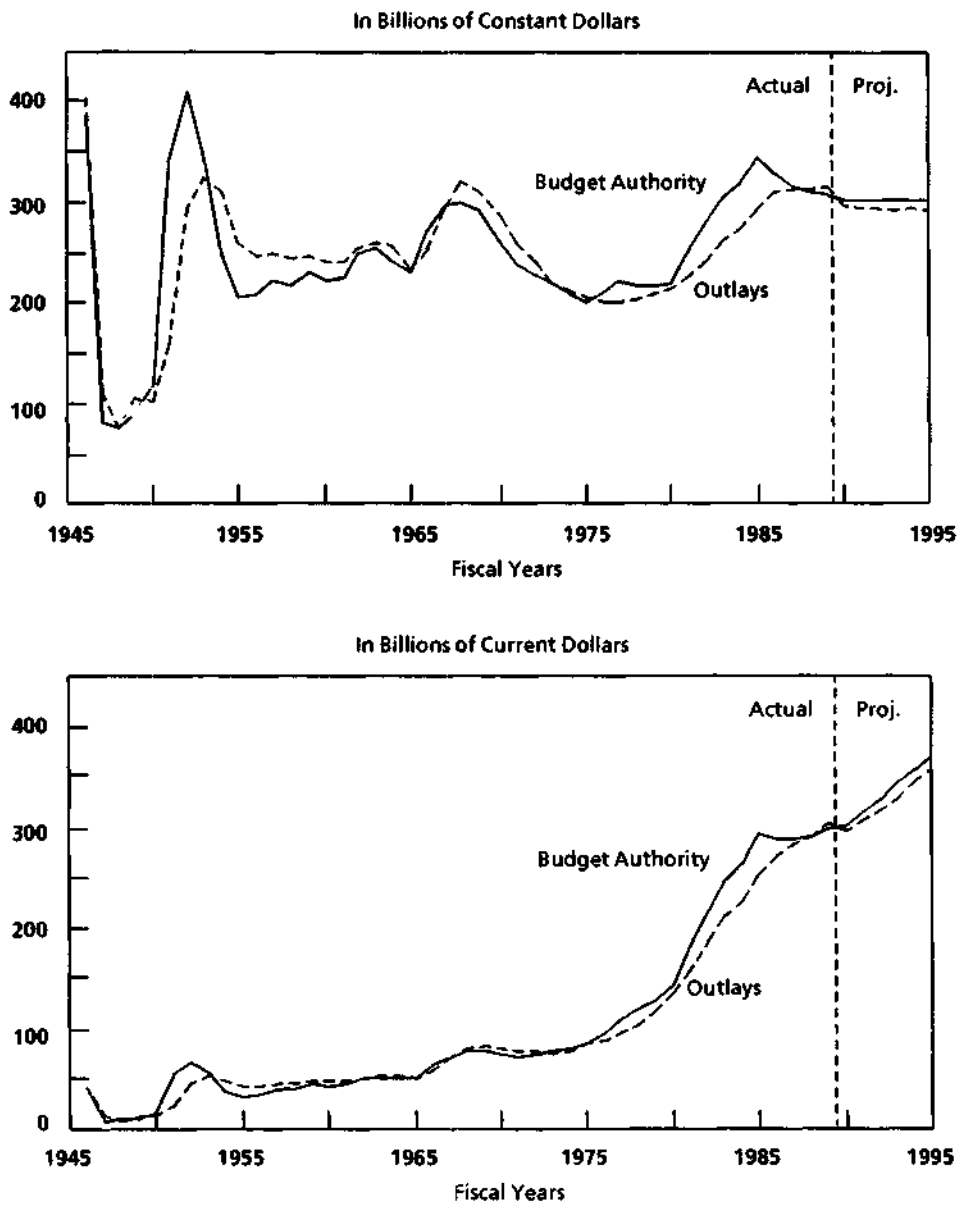 In Billions of Constant Dollars
Actual Proj.
400
Budget Authority
300
Outlays
200
100
0
1945 1955 1965 1975 1985 1995
Fiscal Years
In Billions of Current Dollars
Actual Proj.
400
300
Budget Authority
200
Outlays
100
0
1945 1955 1965 1975 1985 1995
Fiscal Years